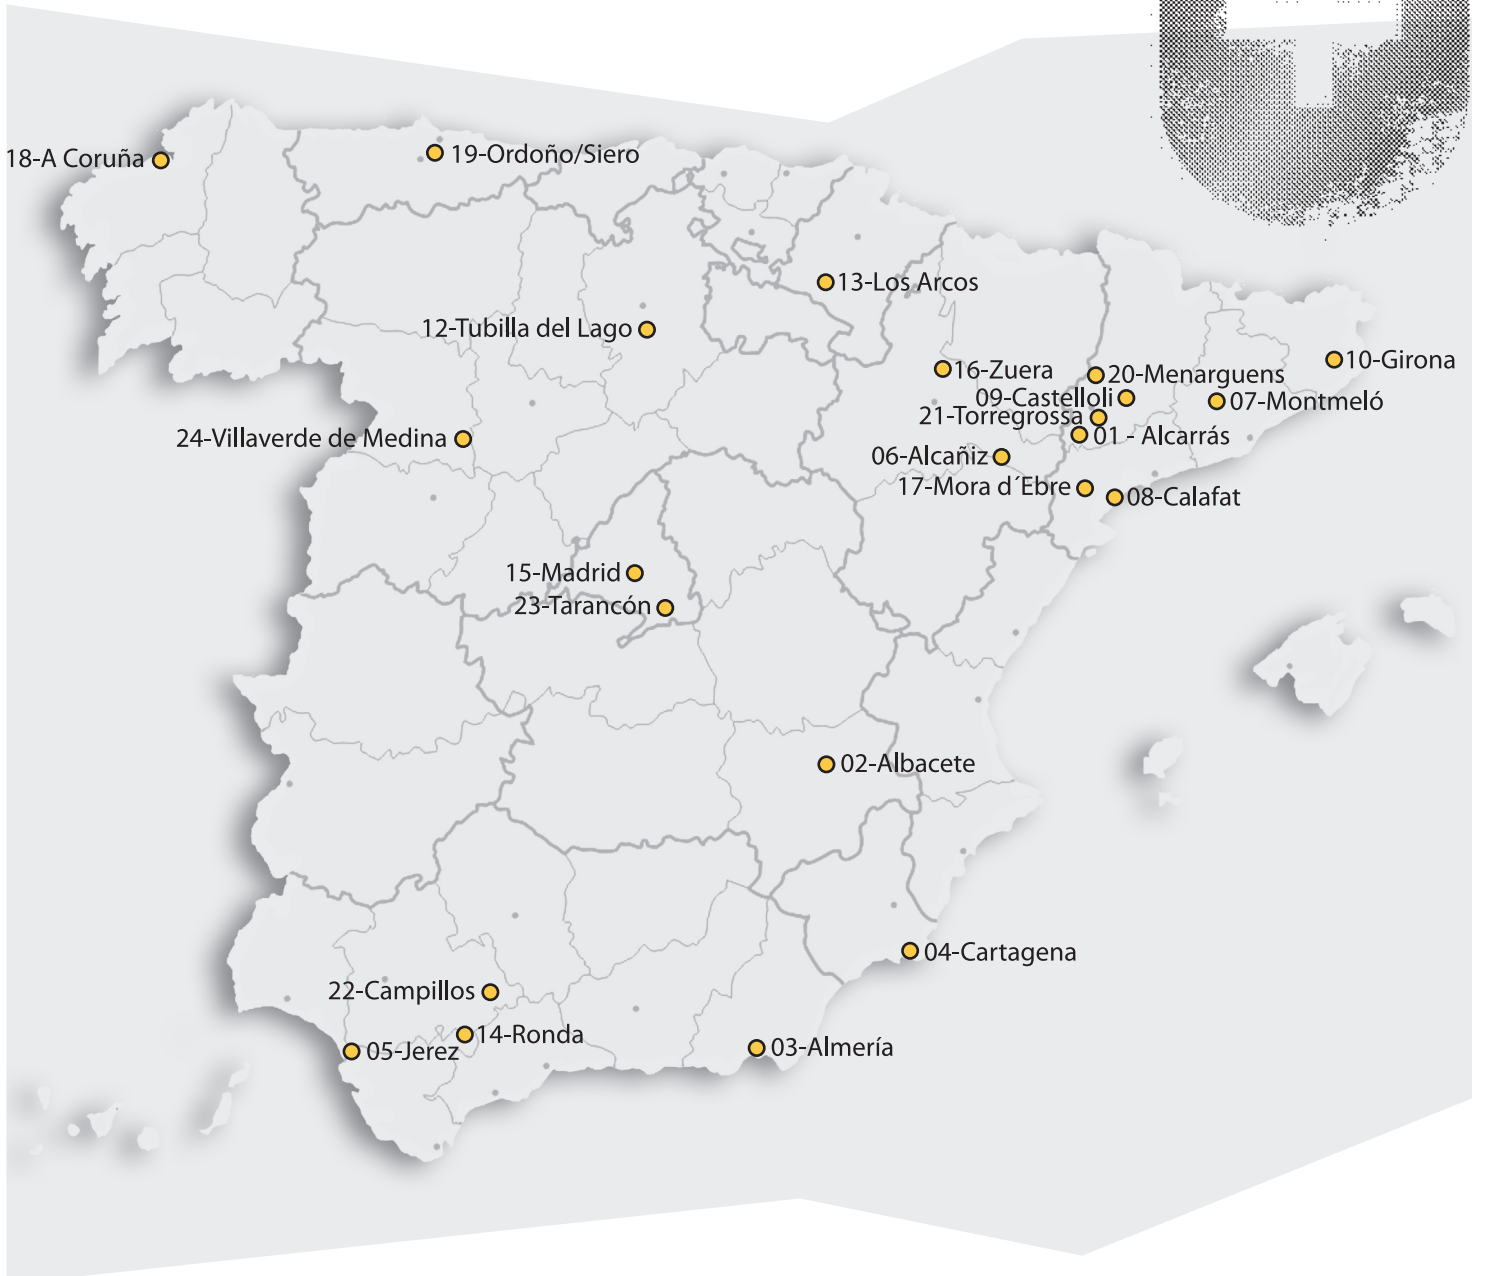 18-A Coruña
19-Ordoño/Siero
13-Los Arcos
12-Tubilla del Lago
10-Girona
16-Zuera
20-Menarguens
09-Castelloli
07-Montmeló
21-Torregrossa
01 - Alcarrás
24-Villaverde de Medina
06-Alcañiz
17-Mora d´Ebre
08-Calafat
15-Madrid
23-Tarancón
02-Albacete
04-Cartagena
22-Campillos
14-Ronda
05-Jerez
03-Almería